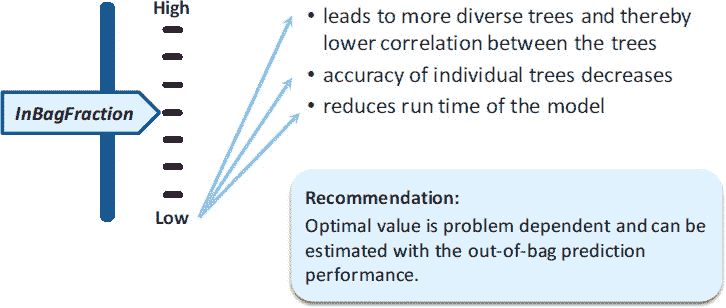 High
InBagFraction
Low
• leads to more diverse trees and thereby
lower correlation between the trees
• accuracy of individual trees decreases
• reduces run time of the model
Recommendation:
Optimal value is problem dependent and can be
estimated with the out-of-bag prediction
performance.